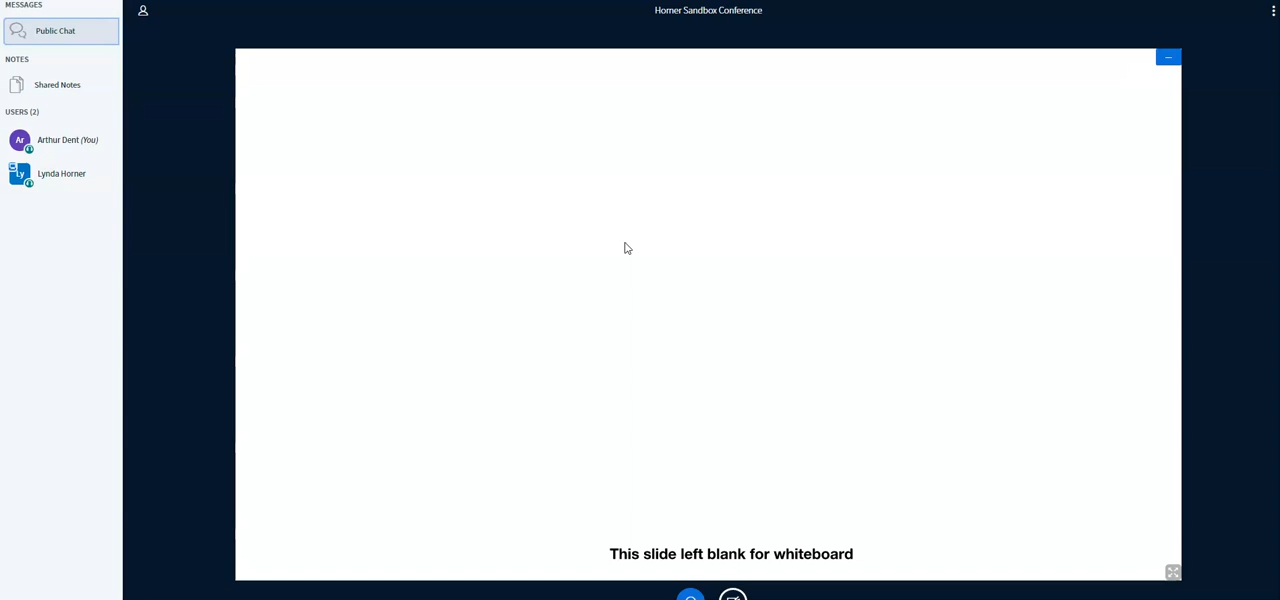 MESSAGES
Public Chat
NOTES
Shared Notes
USERS (2)
Ar
Arthur Dent (You)
Ly
Lynda Horner
Horner Sandbox Conference
This slide left blank for whiteboard